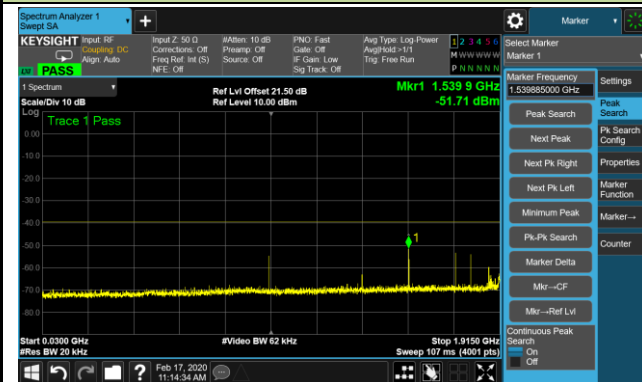 Spectrum Analyzer 1
Swept SA
+
KEYSIGHT
Input: RF
Coupling: DC
Align: Auto
Input Z: 50 Ω
Corrections: Off
Freq Ref: Int (S)
NFE: Off
#Atten: 10 dB
Preamp: Off
Source: Off
PNO: Fast
Gate: Off
IF Gain: Low
Sig Track: Off
Avg Type: Log-Power
Avg|Hold:>1/1
Trig: Free Run
1 2 3 4 5 6
M W W W W W
P N N N N N
PASS
1 Spectrum
Scale/Div 10 dB
Ref Lvl Offset 21.50 dB
Ref Level 10.00 dBm
Mkr1 1.539 9 GHz
-51.71 dBm
Log
Trace 1 Pass
0.00
-10.0
-20.0
-30.0
-40.0
-50.0
-60.0
-70.0
-80.0
1
Start 0.0300 GHz
#Res BW 20 kHz
#Video BW 62 kHz
Stop 1.9150 GHz
Sweep 107 ms (4001 pts)
Feb 17, 2020
11:14:34 AM
Marker
Select Marker
Marker 1
Marker Frequency
1.539885000 GHz
Peak Search
Next Peak
Next Pk Right
Next Pk Left
Minimum Peak
Pk-Pk Search
Marker Delta
Mkr→CF
Mkr→Ref Lvl
Continuous Peak
Search
On
Off
Settings
Peak
Search
Pk Search
Config
Properties
Marker
Function
Marker→
Counter